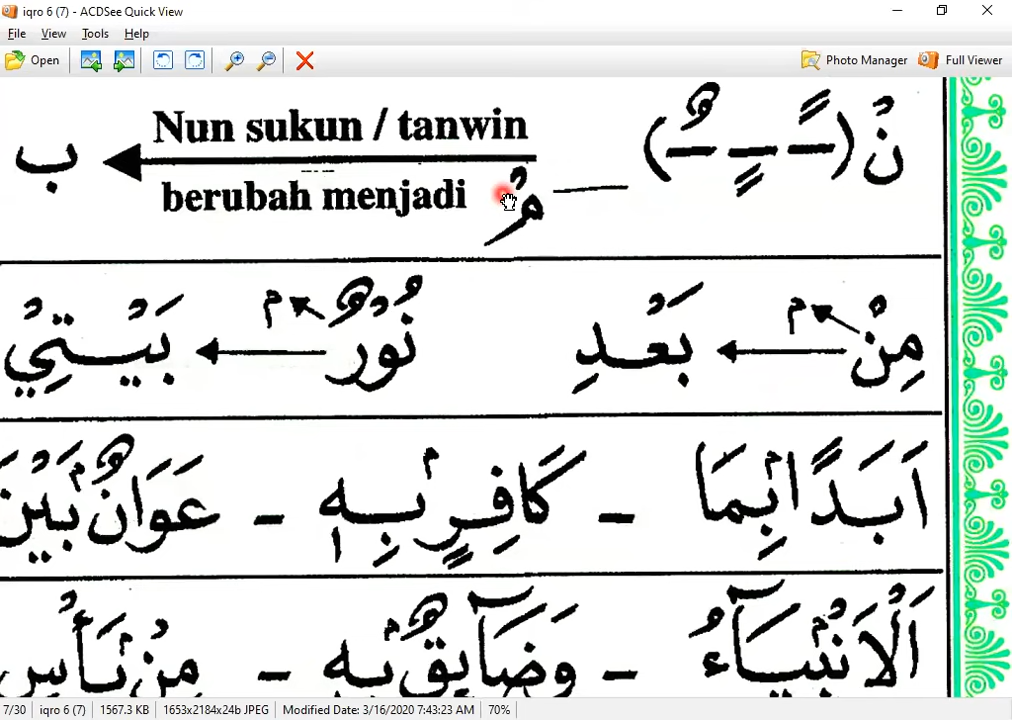 iqro 6 (7) - ACDSee Quick View
File View Tools Help
Open Photo Manager Full Viewer
نْ (ـًـ ـٍـ ـٌـ) Nun sukun / tanwin ب
مْ berubah menjadi
مِنْ م بَعْدِ نُوْرٌ م بَيْتِيْ
اَبَدًا ۢبِمَا - كَافِرٍ ۢبِهٖ - عَوَانٌ ۢبَيْنَ
اَلْاَنْۢبِيَآءُ - وَضَآئِقٌ ۢبِهٖ - مِنْۢ بَأْسِ
7/30 iqro 6 (7) 1567.3 KB 1653x2184x24b JPEG Modified Date: 3/16/2020 7:43:23 AM 70%